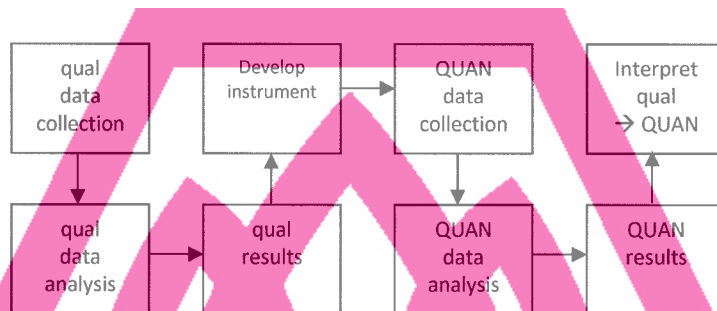 qual
data
collection
Develop
instrument
QUAN
data
collection
Interpret
qual
→ QUAN
qual
data
analysis
qual
results
QUAN
data
analysis
QUAN
results